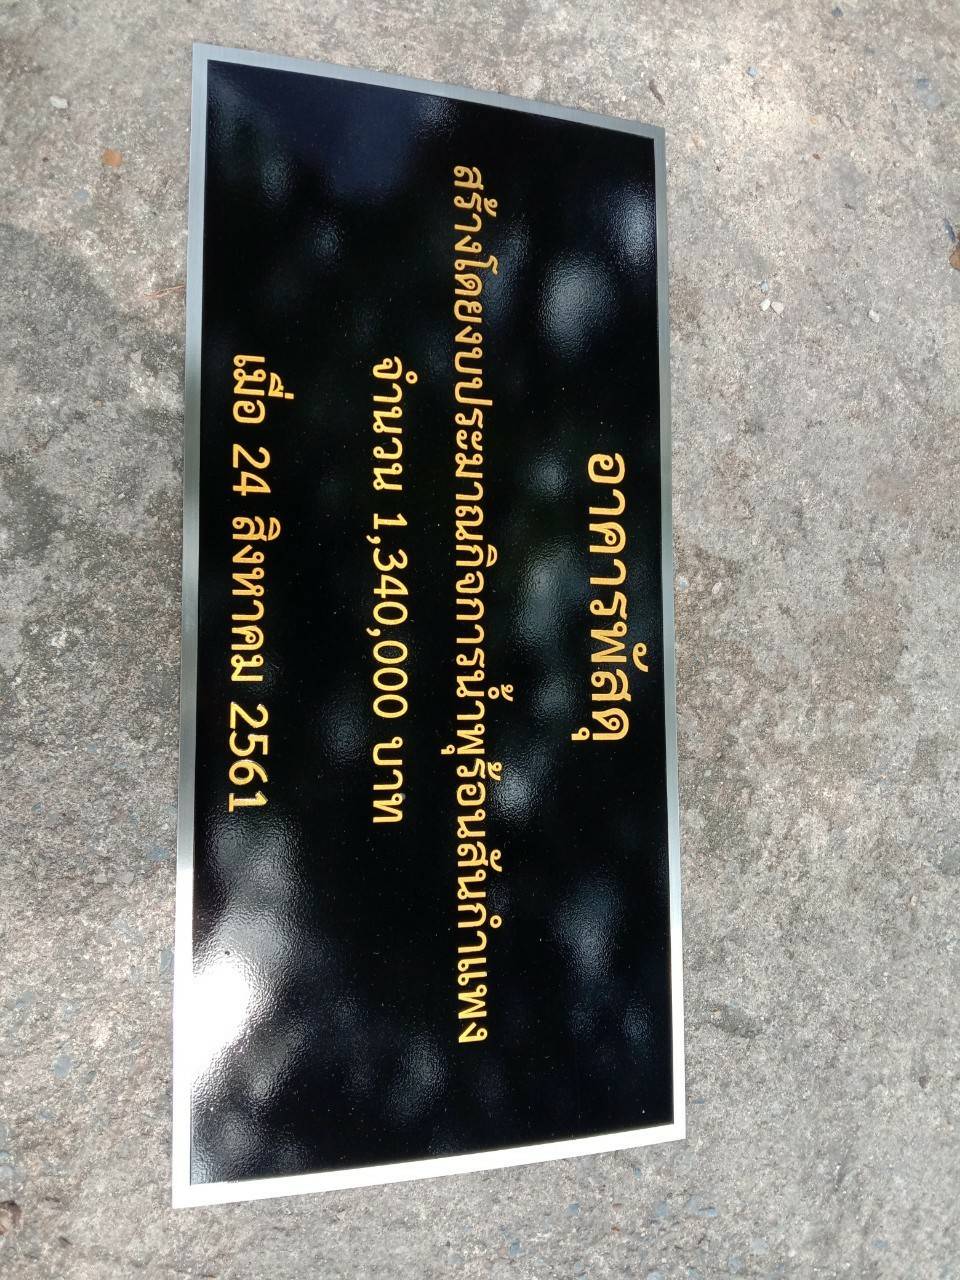 อาคารพัสดุ
สร้างโดยงบประมาณกิจการน้ำพุร้อนสันกำแพง
จำนวน 1,340,000 บาท
เมื่อ 24 สิงหาคม 2561